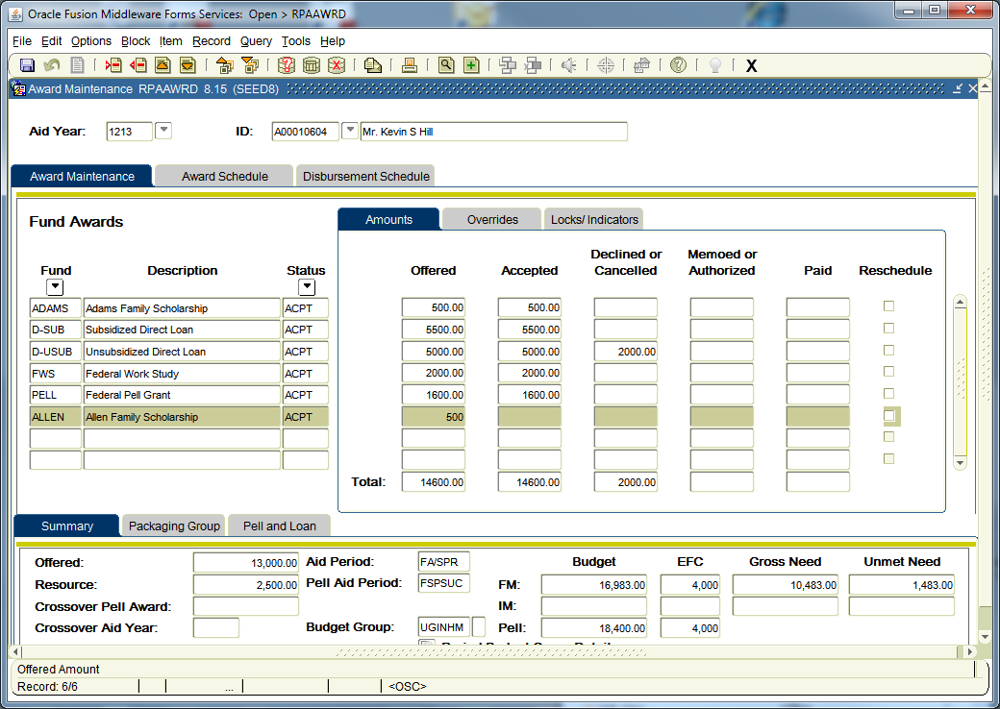 Oracle Fusion Middleware Forms Services:  Open > RPAAWRD
File Edit Options Block Item Record Query Tools Help
X
Award Maintenance  RPAAWRD  8.15  (SEED8)
Aid Year: 1213 ID: A00010604 Mr. Kevin S Hill
Award Maintenance Award Schedule Disbursement Schedule
Fund Awards
Amounts Overrides Locks/ Indicators
Declined or Memoed or
Fund Description Status Offered Accepted Cancelled Authorized Paid Reschedule
ADAMS Adams Family Scholarship ACPT 500.00 500.00
D-SUB Subsidized Direct Loan ACPT 5500.00 5500.00
D-USUB Unsubsidized Direct Loan ACPT 5000.00 5000.00 2000.00
FWS Federal Work Study ACPT 2000.00 2000.00
PELL Federal Pell Grant ACPT 1600.00 1600.00
ALLEN Allen Family Scholarship ACPT 500
Total: 14600.00 14600.00 2000.00
Summary Packaging Group Pell and Loan
Offered: 13,000.00 Aid Period: FA/SPR Budget EFC Gross Need Unmet Need
Resource: 2,500.00 Pell Aid Period: FSPSUC FM: 16,983.00 4,000 10,483.00 1,483.00
Crossover Pell Award: IM:
Crossover Aid Year: Budget Group: UGINHM Pell: 18,400.00 4,000
Offered Amount
Record: 6/6 ... <OSC>